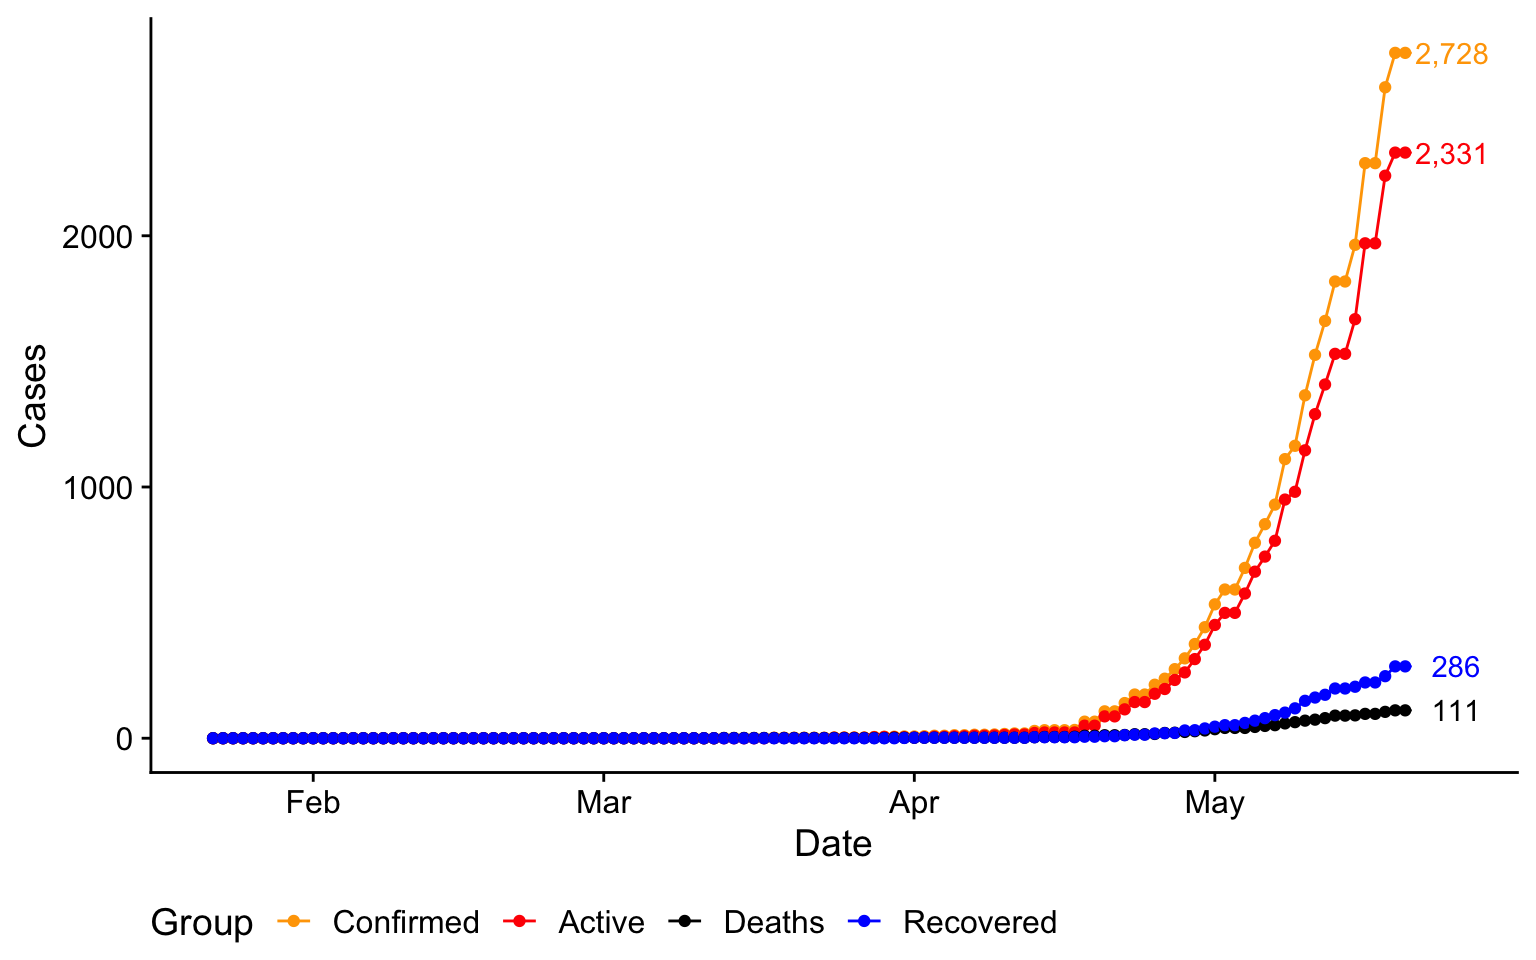 2,728
2,331
2000
Cases
1000
286
111
0
Feb Mar Apr May
Date
Group Confirmed Active Deaths Recovered